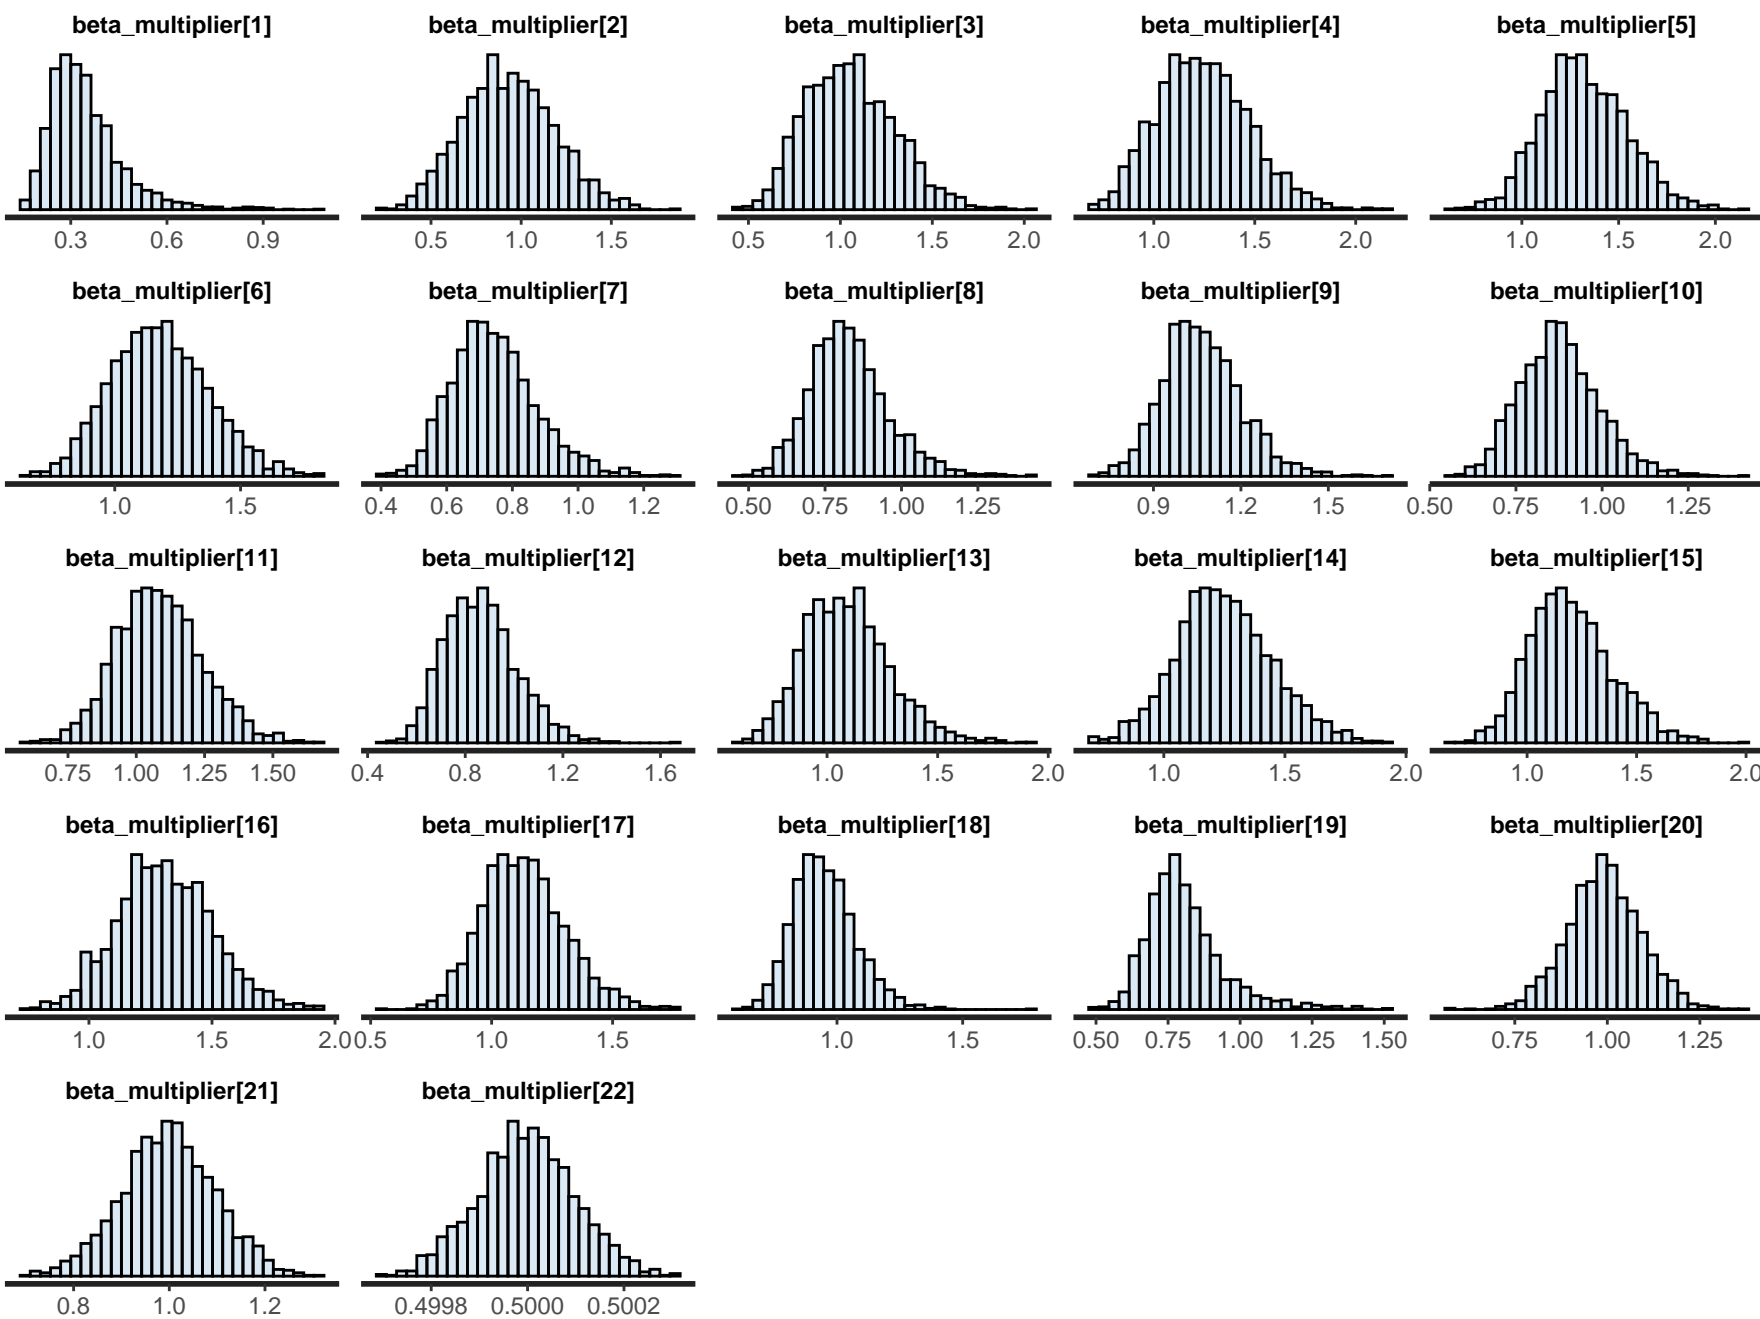 beta_multiplier[1] beta_multiplier[2] beta_multiplier[3] beta_multiplier[4] beta_multiplier[5]
0.3 0.6 0.9 0.5 1.0 1.5 0.5 1.0 1.5 2.0 1.0 1.5 2.0 1.0 1.5 2.0
beta_multiplier[6] beta_multiplier[7] beta_multiplier[8] beta_multiplier[9] beta_multiplier[10]
1.0 1.5 0.4 0.6 0.8 1.0 1.2 0.50 0.75 1.00 1.25 0.9 1.2 1.5 0.50 0.75 1.00 1.25
beta_multiplier[11] beta_multiplier[12] beta_multiplier[13] beta_multiplier[14] beta_multiplier[15]
0.75 1.00 1.25 1.50 0.4 0.8 1.2 1.6 1.0 1.5 2.0 1.0 1.5 2.0 1.0 1.5 2.0
beta_multiplier[16] beta_multiplier[17] beta_multiplier[18] beta_multiplier[19] beta_multiplier[20]
1.0 1.5 2.0 0.5 1.0 1.5 1.0 1.5 0.50 0.75 1.00 1.25 1.50 0.75 1.00 1.25
beta_multiplier[21] beta_multiplier[22]
0.8 1.0 1.2 0.4998 0.5000 0.5002